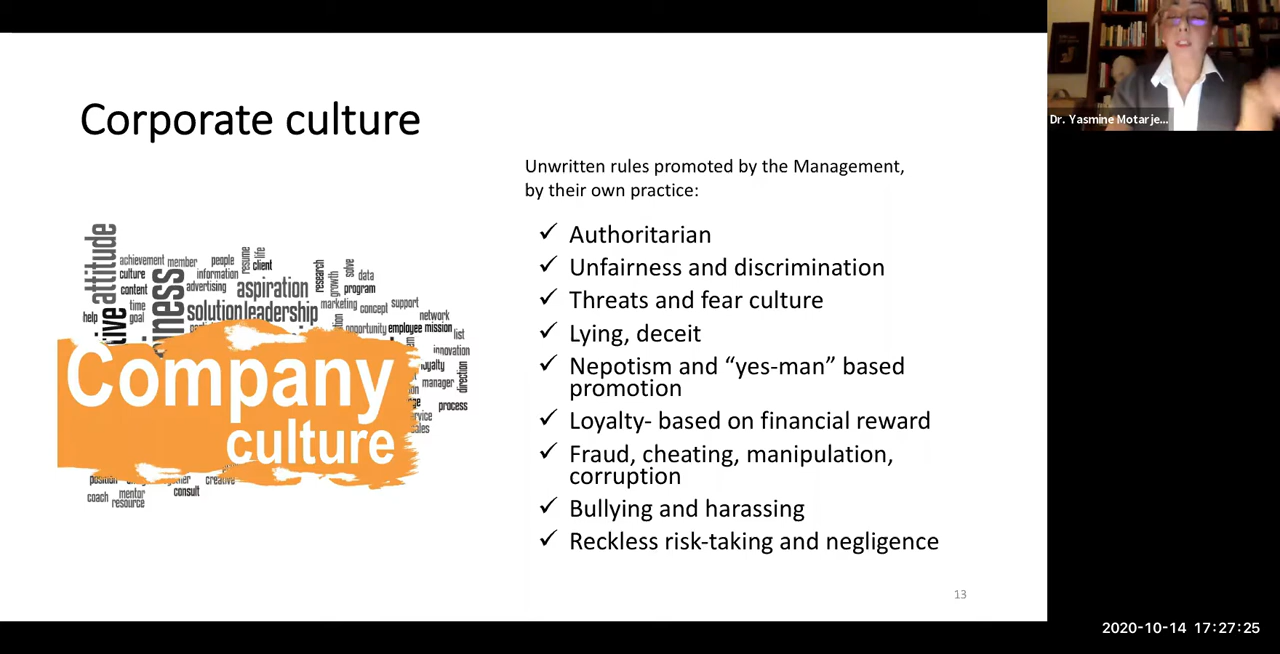 Corporate culture
Unwritten rules promoted by the Management,
by their own practice:
✓ Authoritarian
✓ Unfairness and discrimination
✓ Threats and fear culture
✓ Lying, deceit
✓ Nepotism and “yes-man” based
promotion
✓ Loyalty- based on financial reward
✓ Fraud, cheating, manipulation,
corruption
✓ Bullying and harassing
✓ Reckless risk-taking and negligence
attitude
achievement member people resume life
culture information client research solve
content advertising aspiration growth data
program
time
goal
help solution leadership marketing concept support
network
opportunity employee mission list
innovation
manager direction
process
Company
culture
position creative
coach mentor consult
resource
13
Dr. Yasmine Motarje...
2020-10-14 17:27:25